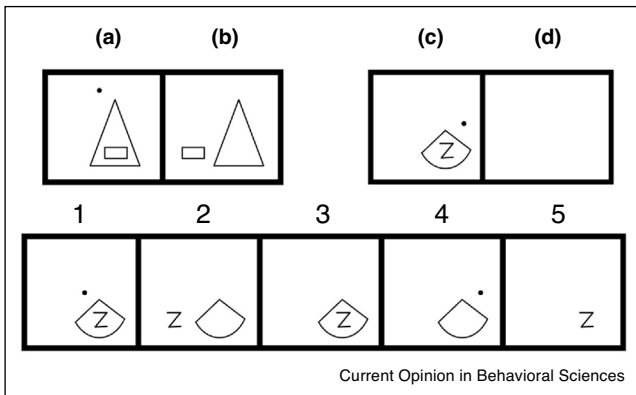 (a) (b) (c) (d)
Z
1 2 3 4 5
Z Z Z Z
Current Opinion in Behavioral Sciences